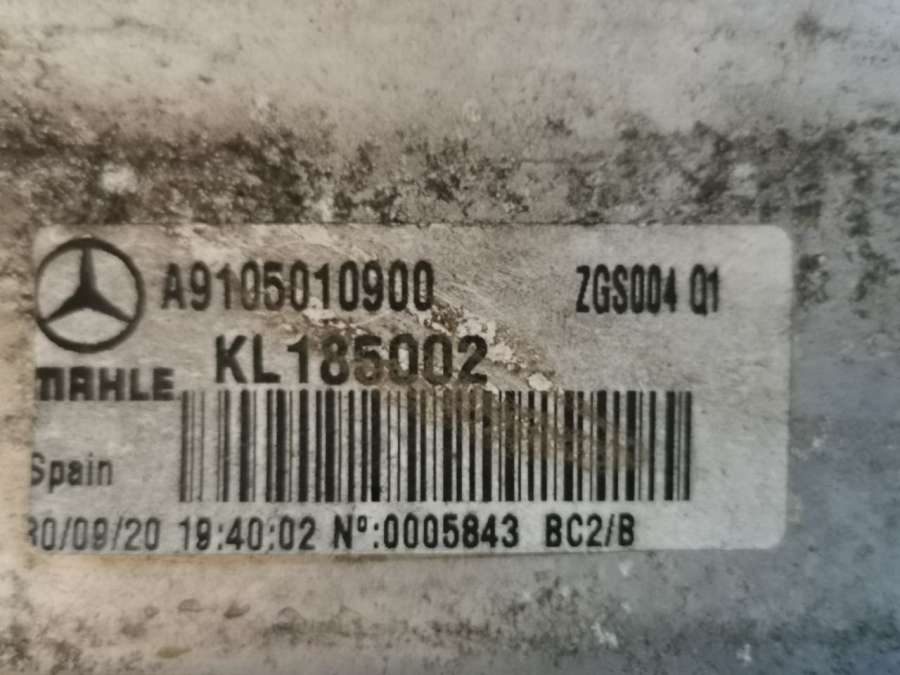 A9105010900 ZGS004 Q1
KL185002
MAHLE
Spain
30/09/20 19:40:02 Nº:0005843 BC2/B